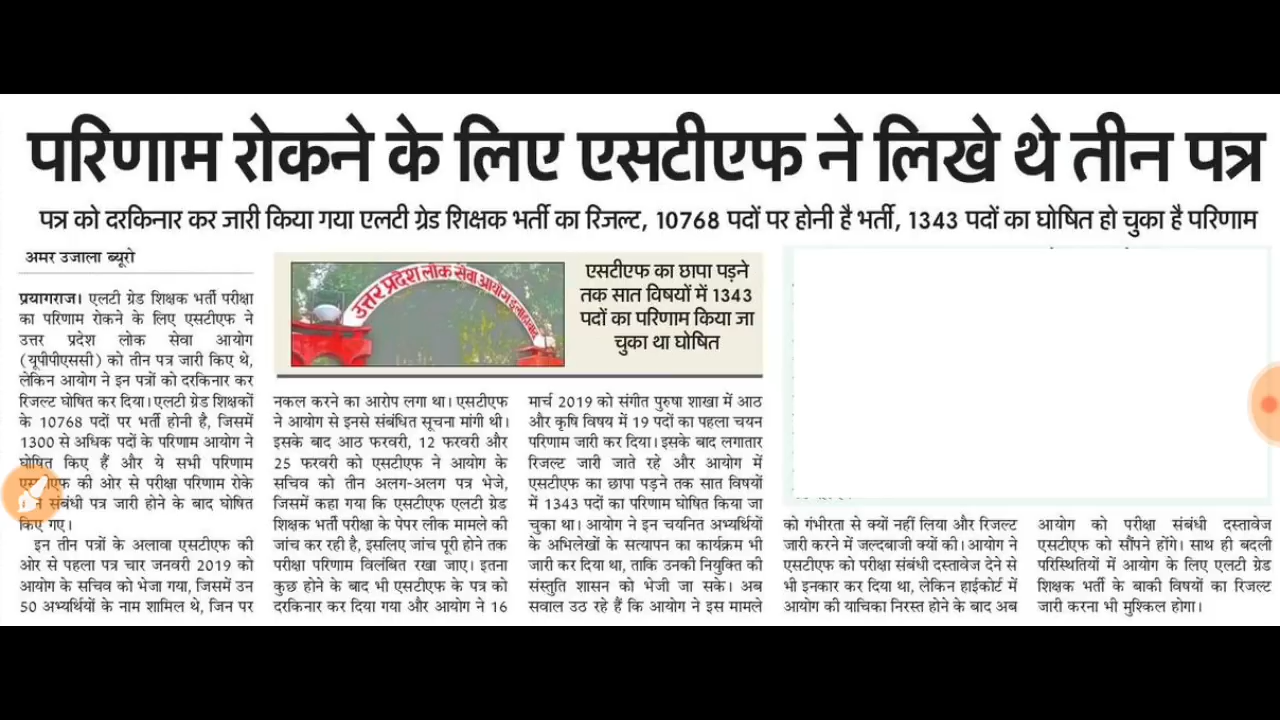 परिणाम रोकने के लिए एसटीएफ ने लिखे थे तीन पत्र
पत्र को दरकिनार कर जारी किया गया एलटी ग्रेड शिक्षक भर्ती का रिजल्ट, 10768 पदों पर होनी है भर्ती, 1343 पदों का घोषित हो चुका है परिणाम
अमर उजाला ब्यूरो
प्रयागराज। एलटी ग्रेड शिक्षक भर्ती परीक्षा
का परिणाम रोकने के लिए एसटीएफ ने
उत्तर प्रदेश लोक सेवा आयोग
(यूपीपीएससी) को तीन पत्र जारी किए थे,
लेकिन आयोग ने इन पत्रों को दरकिनार कर
रिजल्ट घोषित कर दिया। एलटी ग्रेड शिक्षकों
के 10768 पदों पर भर्ती होनी है, जिसमें
1300 से अधिक पदों के परिणाम आयोग ने
घोषित किए हैं और ये सभी परिणाम
एसटीएफ की ओर से परीक्षा परिणाम रोके
संबंधी पत्र जारी होने के बाद घोषित
किए गए।
इन तीन पत्रों के अलावा एसटीएफ की
ओर से पहला पत्र चार जनवरी 2019 को
आयोग के सचिव को भेजा गया, जिसमें उन
50 अभ्यर्थियों के नाम शामिल थे, जिन पर
उत्तर प्रदेश लोक सेवा आयोग इलाहाबाद
एसटीएफ का छापा पड़ने
तक सात विषयों में 1343
पदों का परिणाम किया जा
चुका था घोषित
नकल करने का आरोप लगा था। एसटीएफ
ने आयोग से इनसे संबंधित सूचना मांगी थी।
इसके बाद आठ फरवरी, 12 फरवरी और
25 फरवरी को एसटीएफ ने आयोग के
सचिव को तीन अलग-अलग पत्र भेजे,
जिसमें कहा गया कि एसटीएफ एलटी ग्रेड
शिक्षक भर्ती परीक्षा के पेपर लीक मामले की
जांच कर रही है, इसलिए जांच पूरी होने तक
परीक्षा परिणाम विलंबित रखा जाए। इतना
कुछ होने के बाद भी एसटीएफ के पत्र को
दरकिनार कर दिया गया और आयोग ने 16
मार्च 2019 को संगीत पुरुषा शाखा में आठ
और कृषि विषय में 19 पदों का पहला चयन
परिणाम जारी कर दिया। इसके बाद लगातार
रिजल्ट जारी जाते रहे और आयोग में
एसटीएफ का छापा पड़ने तक सात विषयों
में 1343 पदों का परिणाम घोषित किया जा
चुका था। आयोग ने इन चयनित अभ्यर्थियों
के अभिलेखों के सत्यापन का कार्यक्रम भी
जारी कर दिया था, ताकि उनकी नियुक्ति की
संस्तुति शासन को भेजी जा सके। अब
सवाल उठ रहे हैं कि आयोग ने इस मामले
को गंभीरता से क्यों नहीं लिया और रिजल्ट
जारी करने में जल्दबाजी क्यों की। आयोग ने
एसटीएफ को परीक्षा संबंधी दस्तावेज देने से
भी इनकार कर दिया था, लेकिन हाईकोर्ट में
आयोग की याचिका निरस्त होने के बाद अब
आयोग को परीक्षा संबंधी दस्तावेज
एसटीएफ को सौंपने होंगे। साथ ही बदली
परिस्थितियों में आयोग के लिए एलटी ग्रेड
शिक्षक भर्ती के बाकी विषयों का रिजल्ट
जारी करना भी मुश्किल होगा।